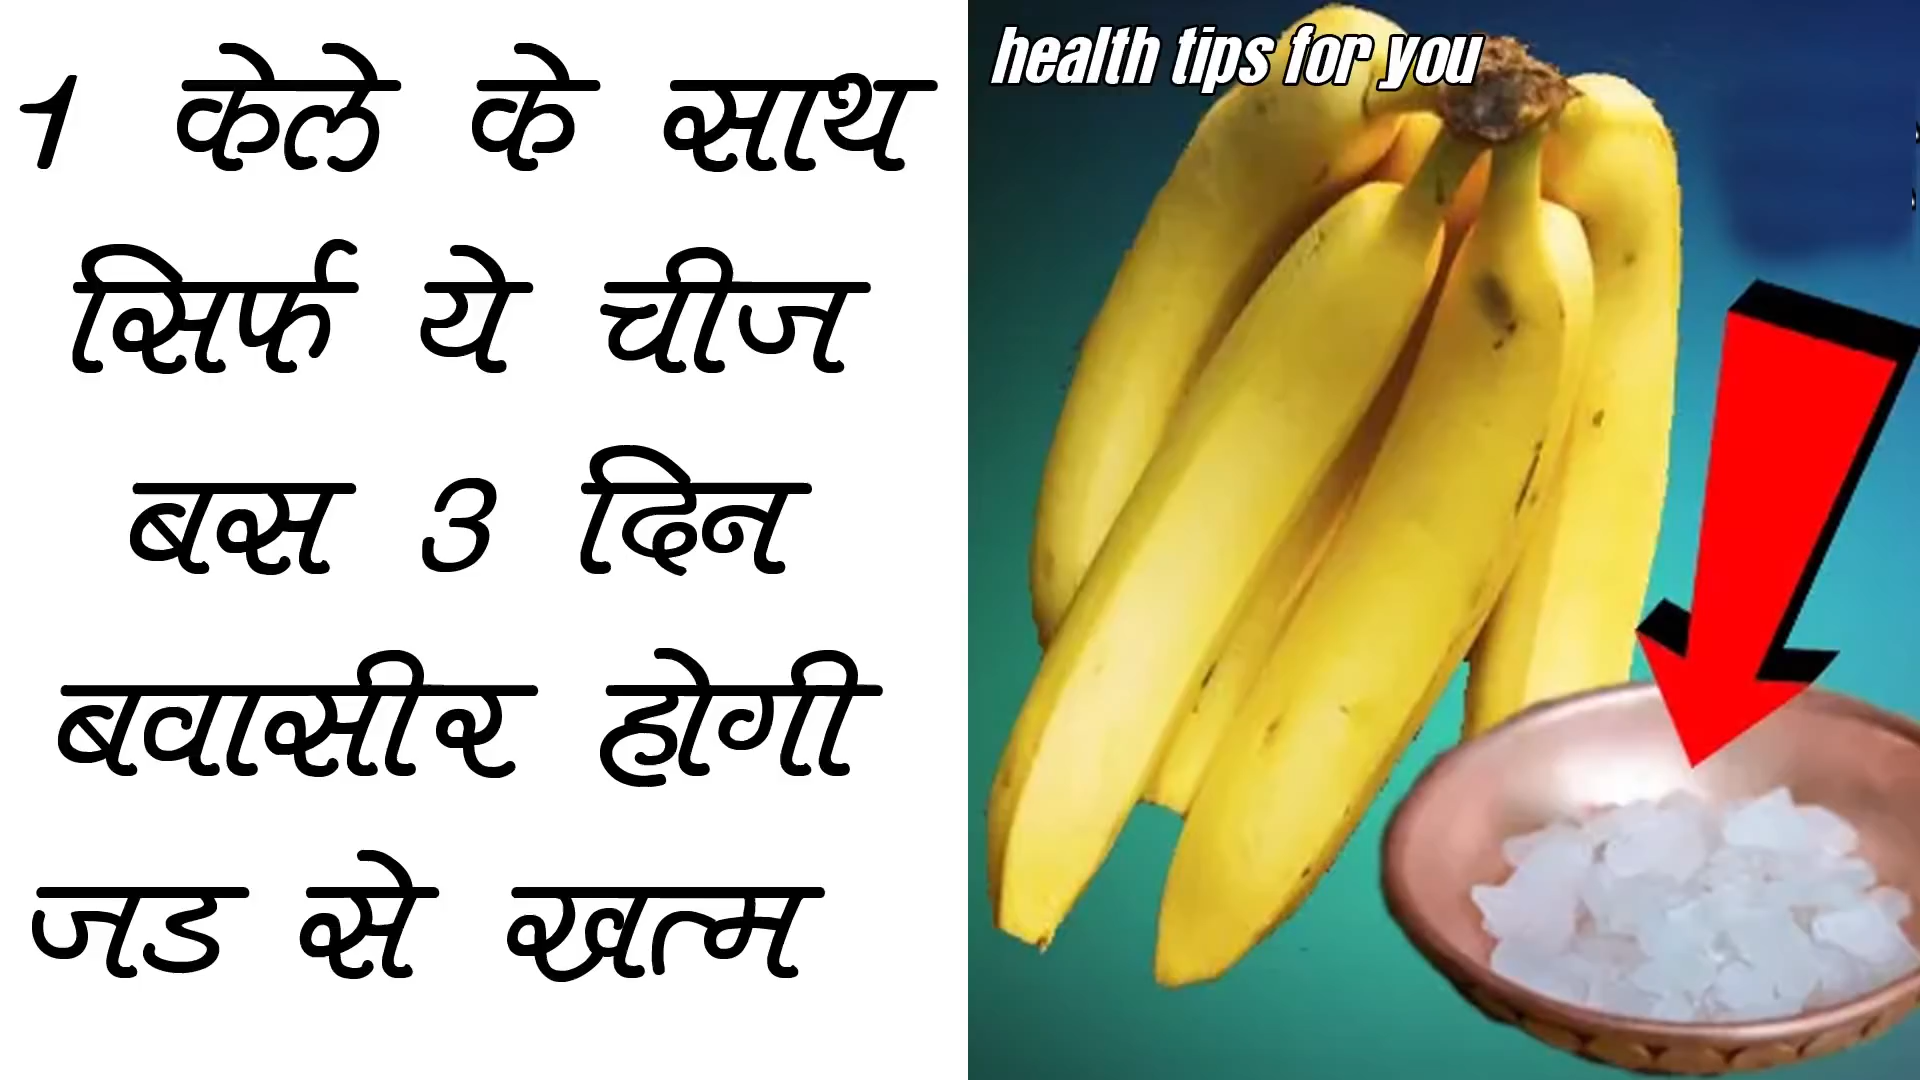 1 केले के साथ
सिर्फ ये चीज
बस 3 दिन
बवासीर होगी
जड से खत्म
health tips for you